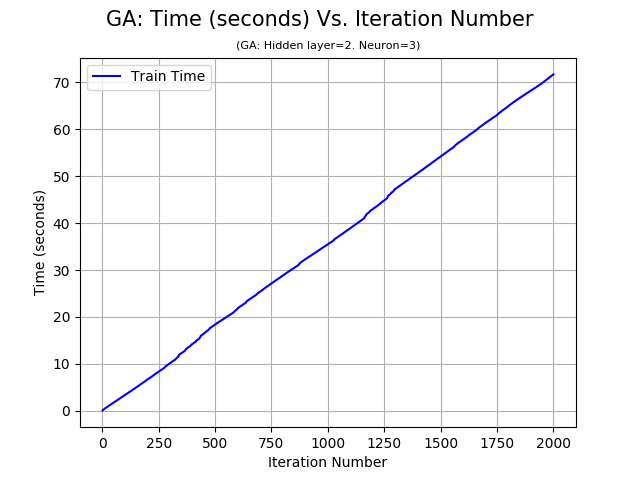 GA: Time (seconds) Vs. Iteration Number
(GA: Hidden layer=2. Neuron=3)
Train Time
70
60
50
40
30
20
10
0
Time (seconds)
0 250 500 750 1000 1250 1500 1750 2000
Iteration Number